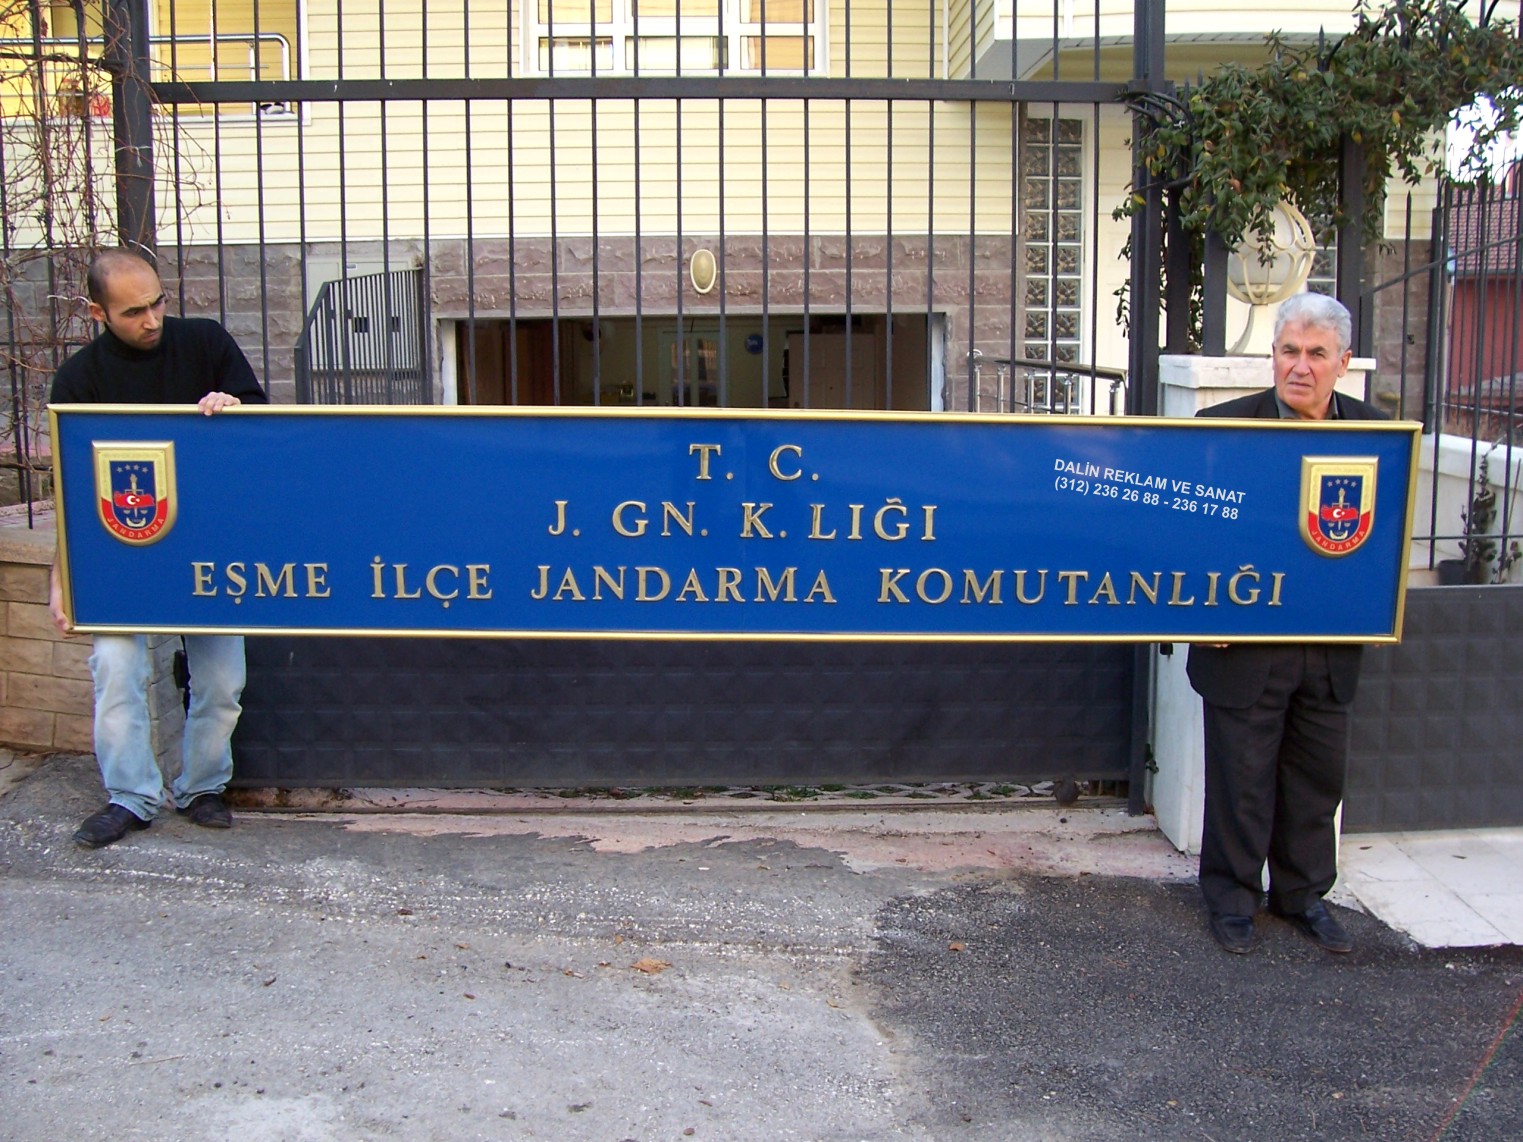 T. C.
J. GN. K. LIĞI
EŞME İLÇE JANDARMA KOMUTANLIĞI
DALİN REKLAM VE SANAT
(312) 236 26 88 - 236 17 88
JANDARMA
JANDARMA